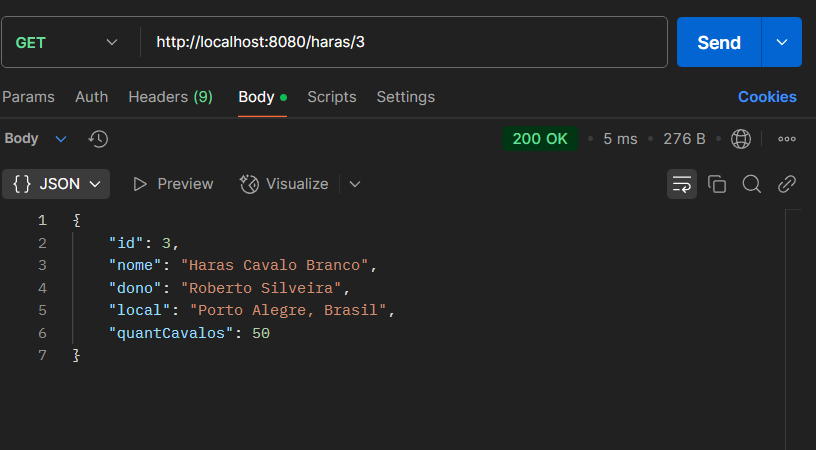 GET http://localhost:8080/haras/3 Send
Params Auth Headers (9) Body Scripts Settings Cookies
Body 200 OK 5 ms 276 B
{} JSON Preview Visualize
1 {
2 "id": 3,
3 "nome": "Haras Cavalo Branco",
4 "dono": "Roberto Silveira",
5 "local": "Porto Alegre, Brasil",
6 "quantCavalos": 50
7 }